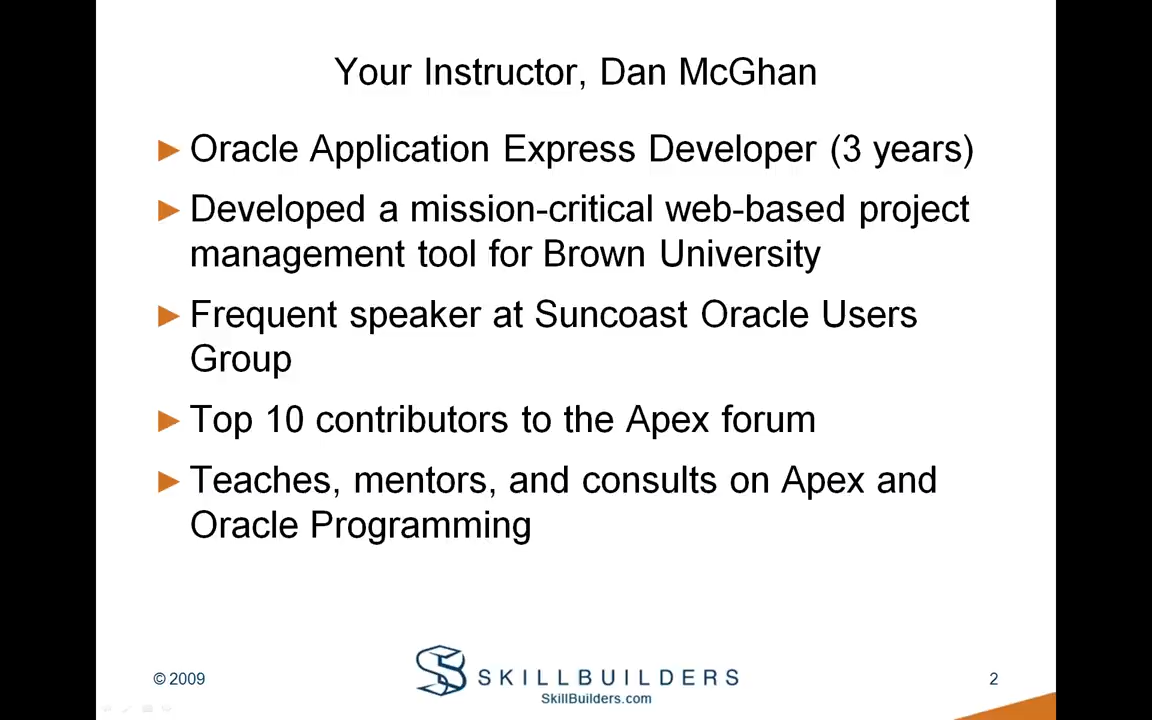 Your Instructor, Dan McGhan
► Oracle Application Express Developer (3 years)
► Developed a mission-critical web-based project
management tool for Brown University
► Frequent speaker at Suncoast Oracle Users
Group
► Top 10 contributors to the Apex forum
► Teaches, mentors, and consults on Apex and
Oracle Programming
© 2009
SKILLBUILDERS
SkillBuilders.com
2